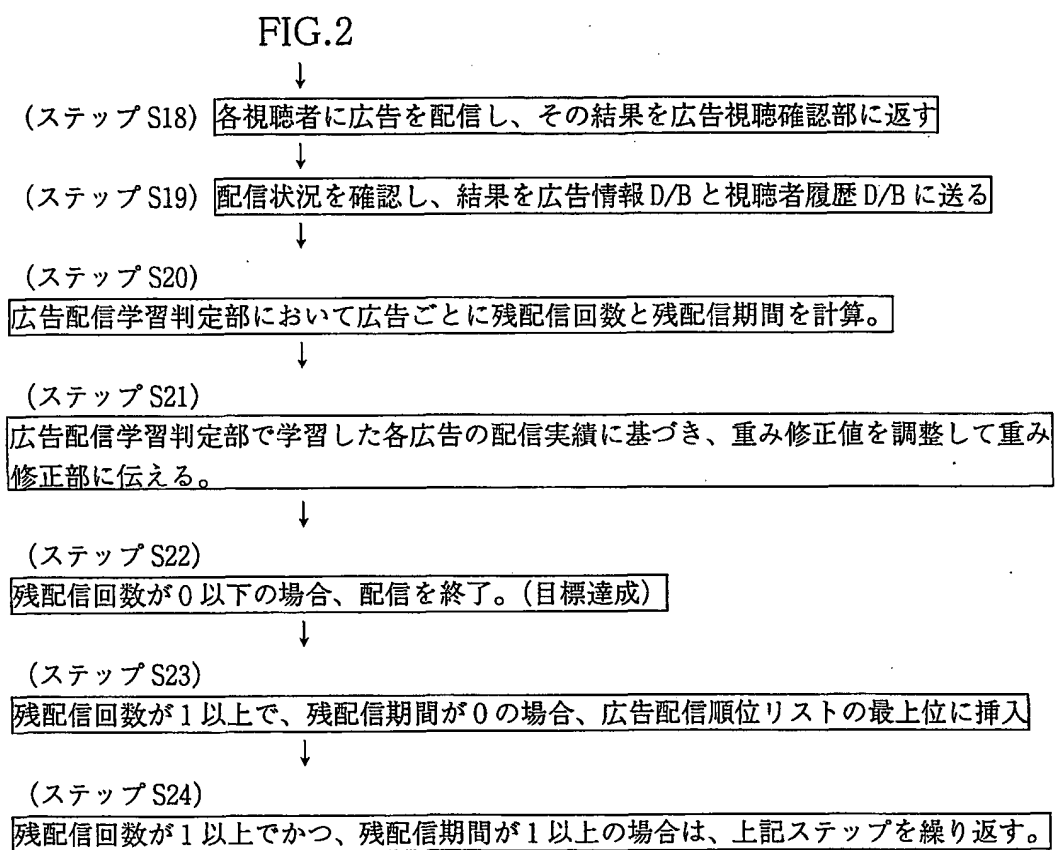 FIG.2
↓
(ステップ S18) 各視聴者に広告を配信し、その結果を広告視聴確認部に返す
↓
(ステップ S19) 配信状況を確認し、結果を広告情報 D/B と視聴者履歴 D/B に送る
↓
(ステップ S20)
広告配信学習判定部において広告ごとに残配信回数と残配信期間を計算。
↓
(ステップ S21)
広告配信学習判定部で学習した各広告の配信実績に基づき、重み修正値を調整して重み
修正部に伝える。
↓
(ステップ S22)
残配信回数が 0 以下の場合、配信を終了。(目標達成)
↓
(ステップ S23)
残配信回数が 1 以上で、残配信期間が 0 の場合、広告配信順位リストの最上位に挿入
↓
(ステップ S24)
残配信回数が 1 以上でかつ、残配信期間が 1 以上の場合は、上記ステップを繰り返す。